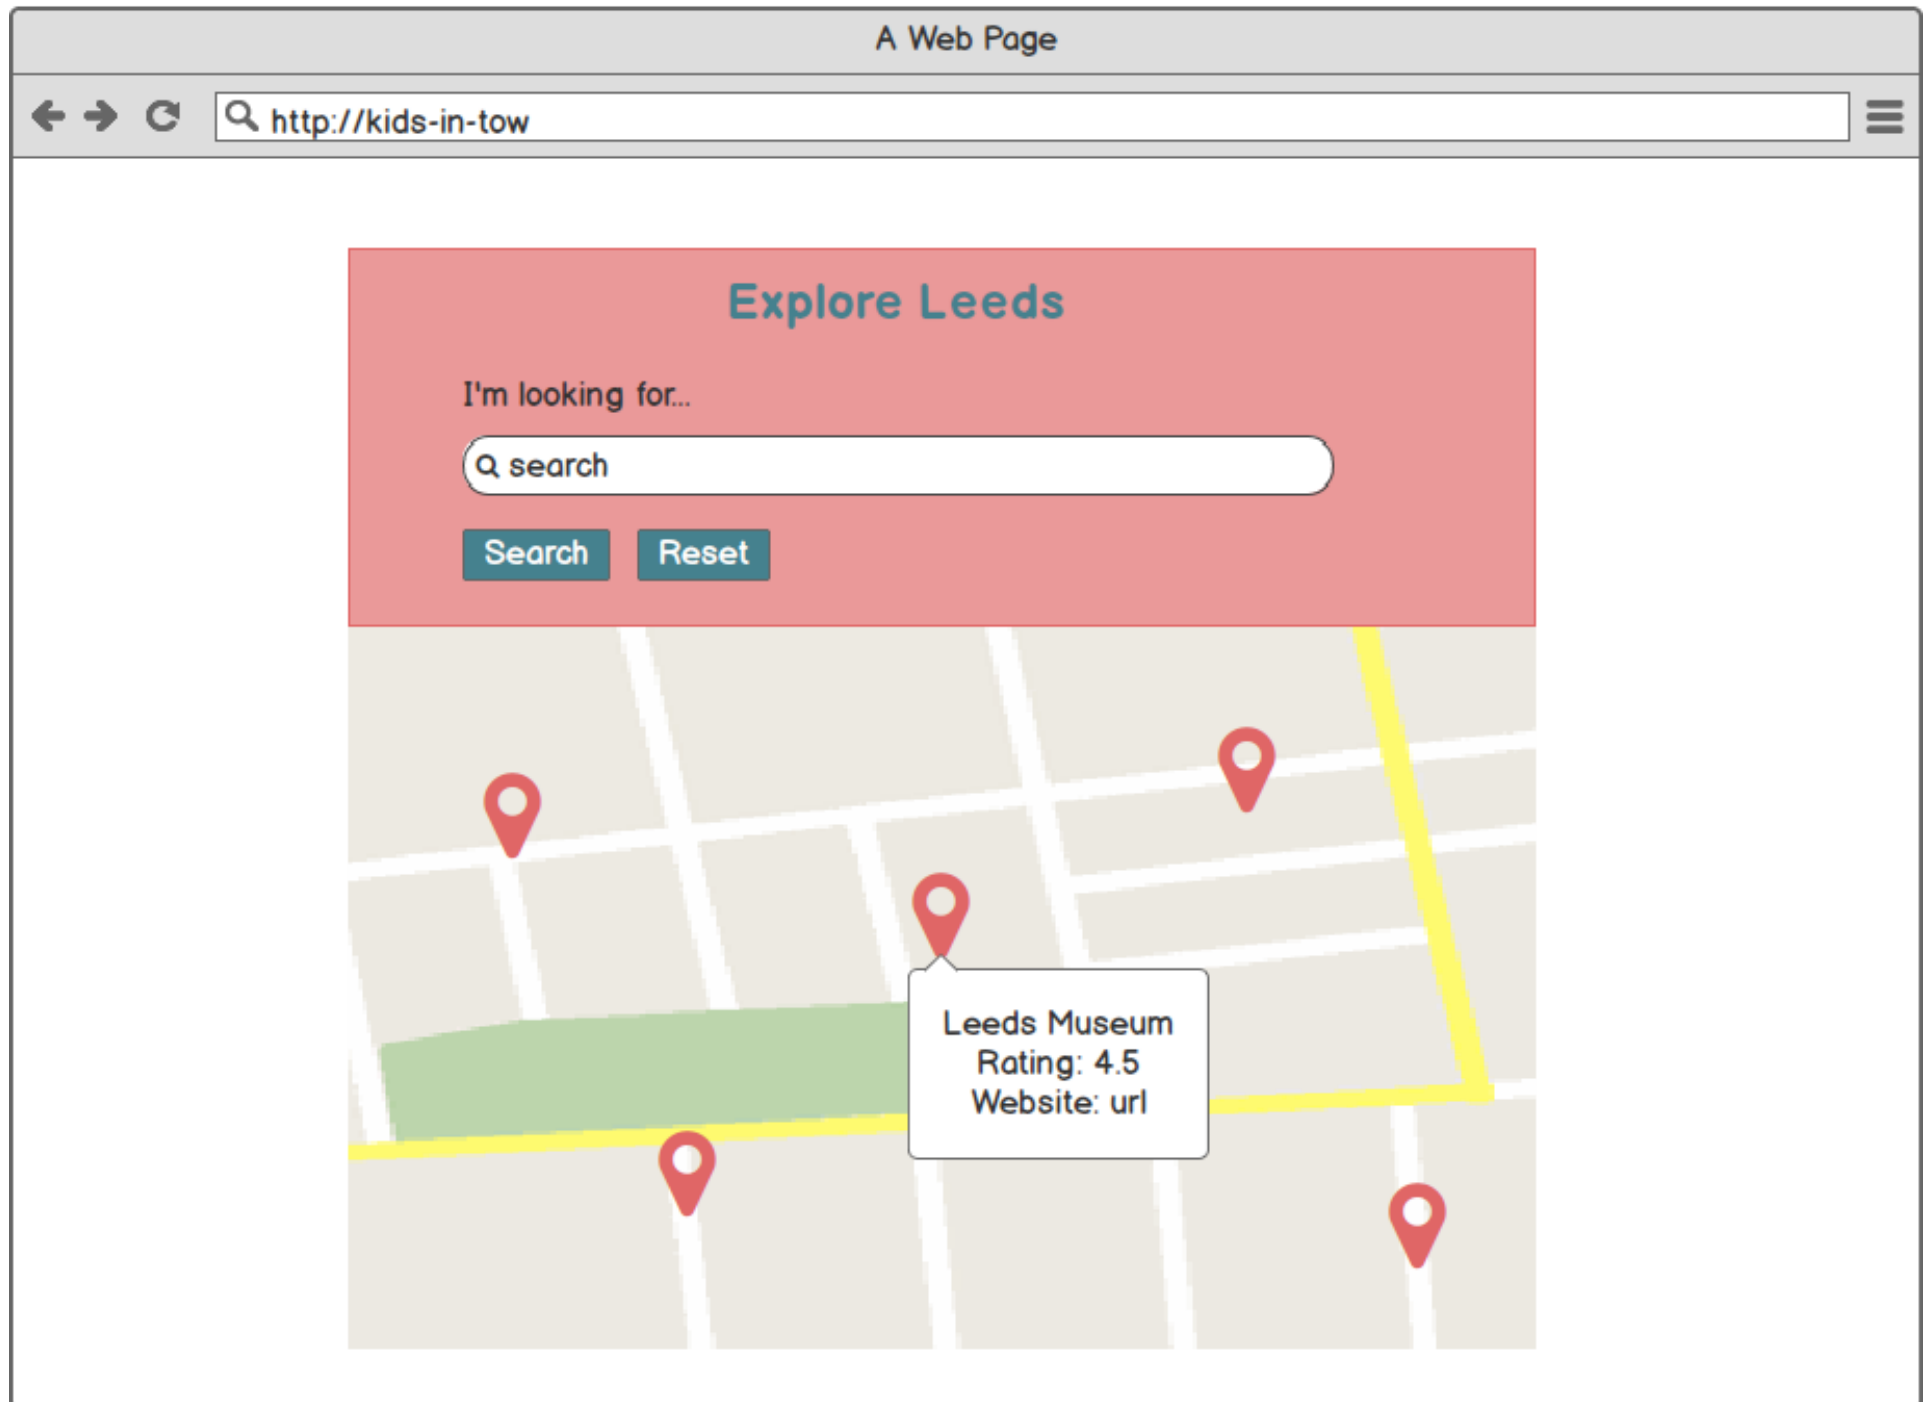 A Web Page
http://kids-in-tow
Explore Leeds
I'm looking for...
search
Search Reset
Leeds Museum
Rating: 4.5
Website: url